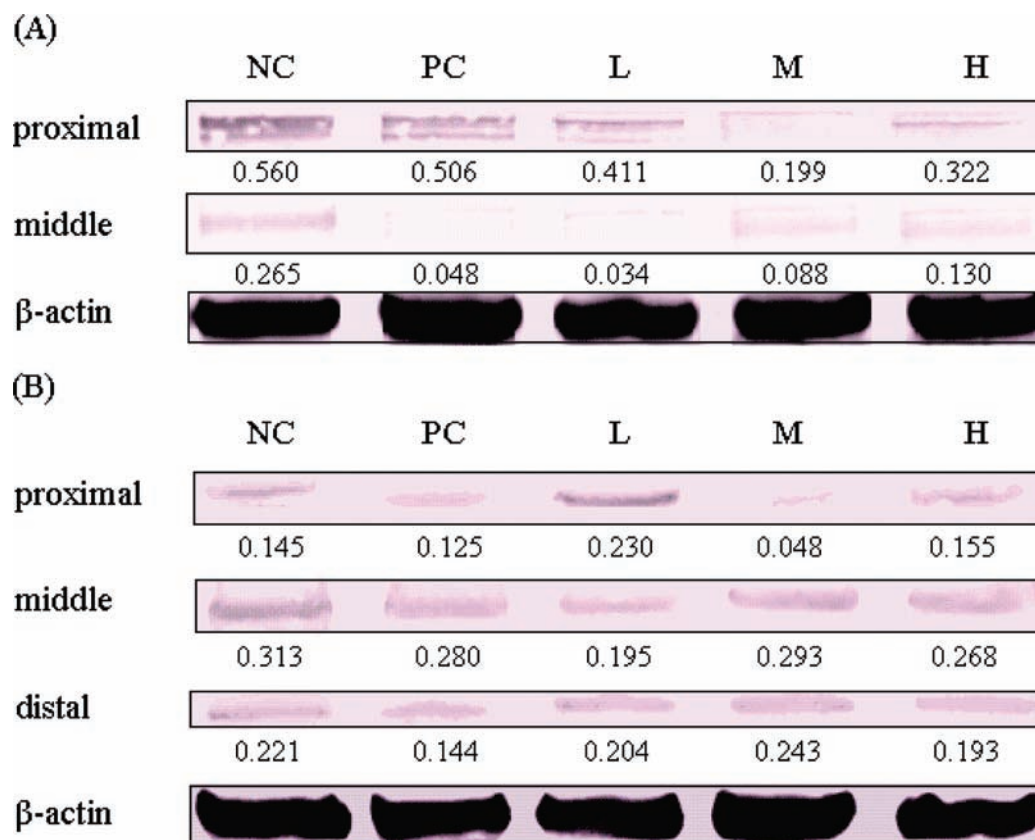 (A)
NC PC L M H
proximal
0.560 0.506 0.411 0.199 0.322
middle
0.265 0.048 0.034 0.088 0.130
β-actin
(B)
NC PC L M H
proximal
0.145 0.125 0.230 0.048 0.155
middle
0.313 0.280 0.195 0.293 0.268
distal
0.221 0.144 0.204 0.243 0.193
β-actin